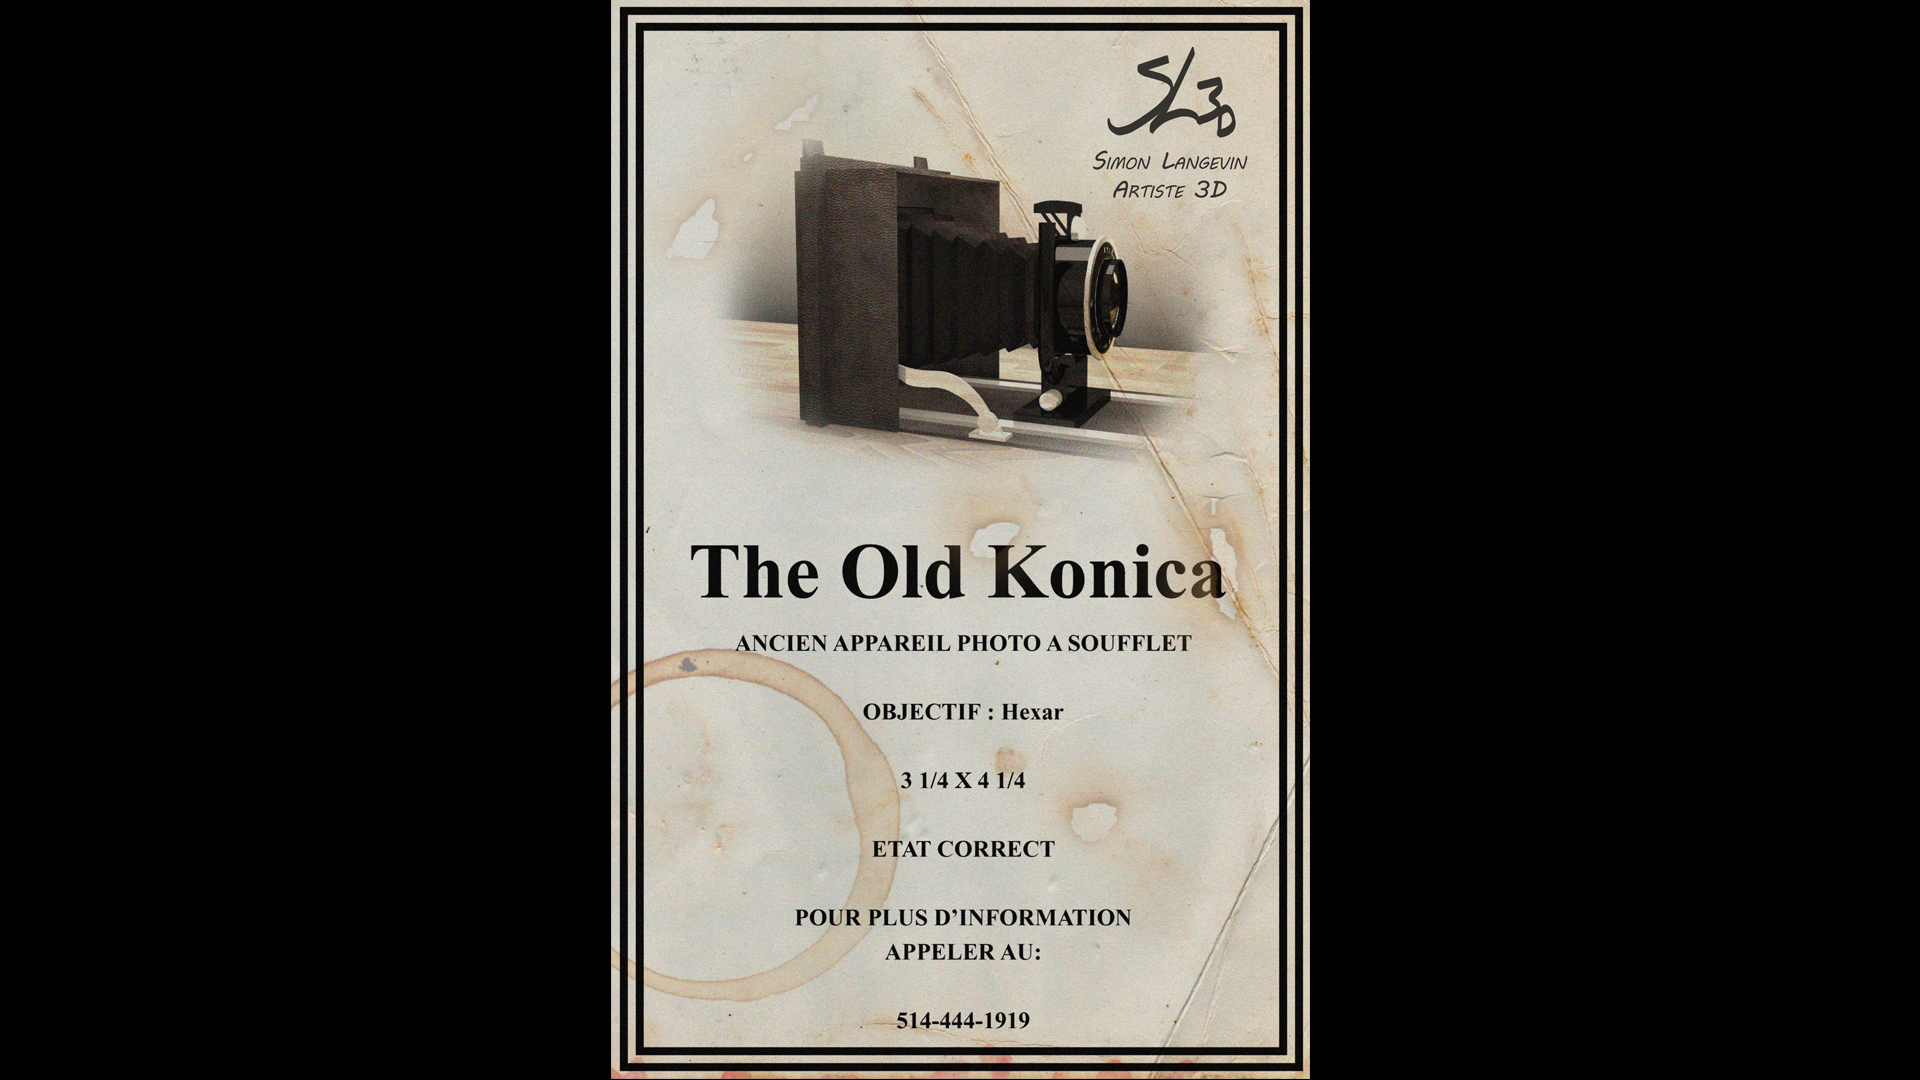 SL3D
SIMON LANGEVIN
ARTISTE 3D
The Old Konica
ANCIEN APPAREIL PHOTO A SOUFFLET
OBJECTIF : Hexar
3 1/4 X 4 1/4
ETAT CORRECT
POUR PLUS D’INFORMATION
APPELER AU:
514-444-1919